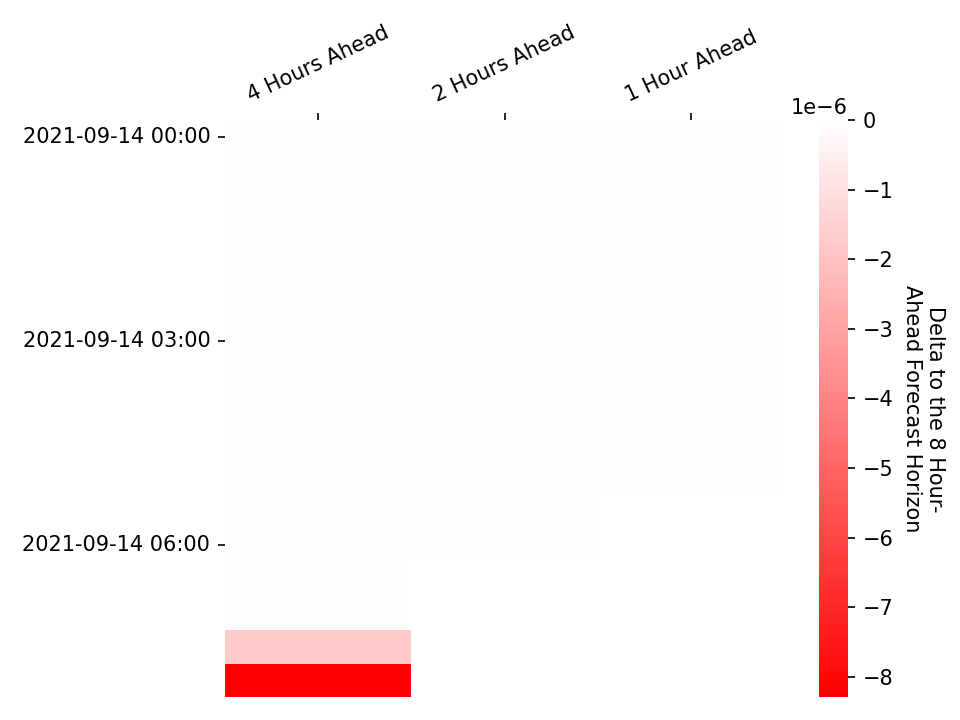 4 Hours Ahead
2 Hours Ahead
1 Hour Ahead
1e−6
2021-09-14 00:00
2021-09-14 03:00
2021-09-14 06:00
0
−1
−2
−3
−4
−5
−6
−7
−8
Delta to the 8 Hour-
Ahead Forecast Horizon